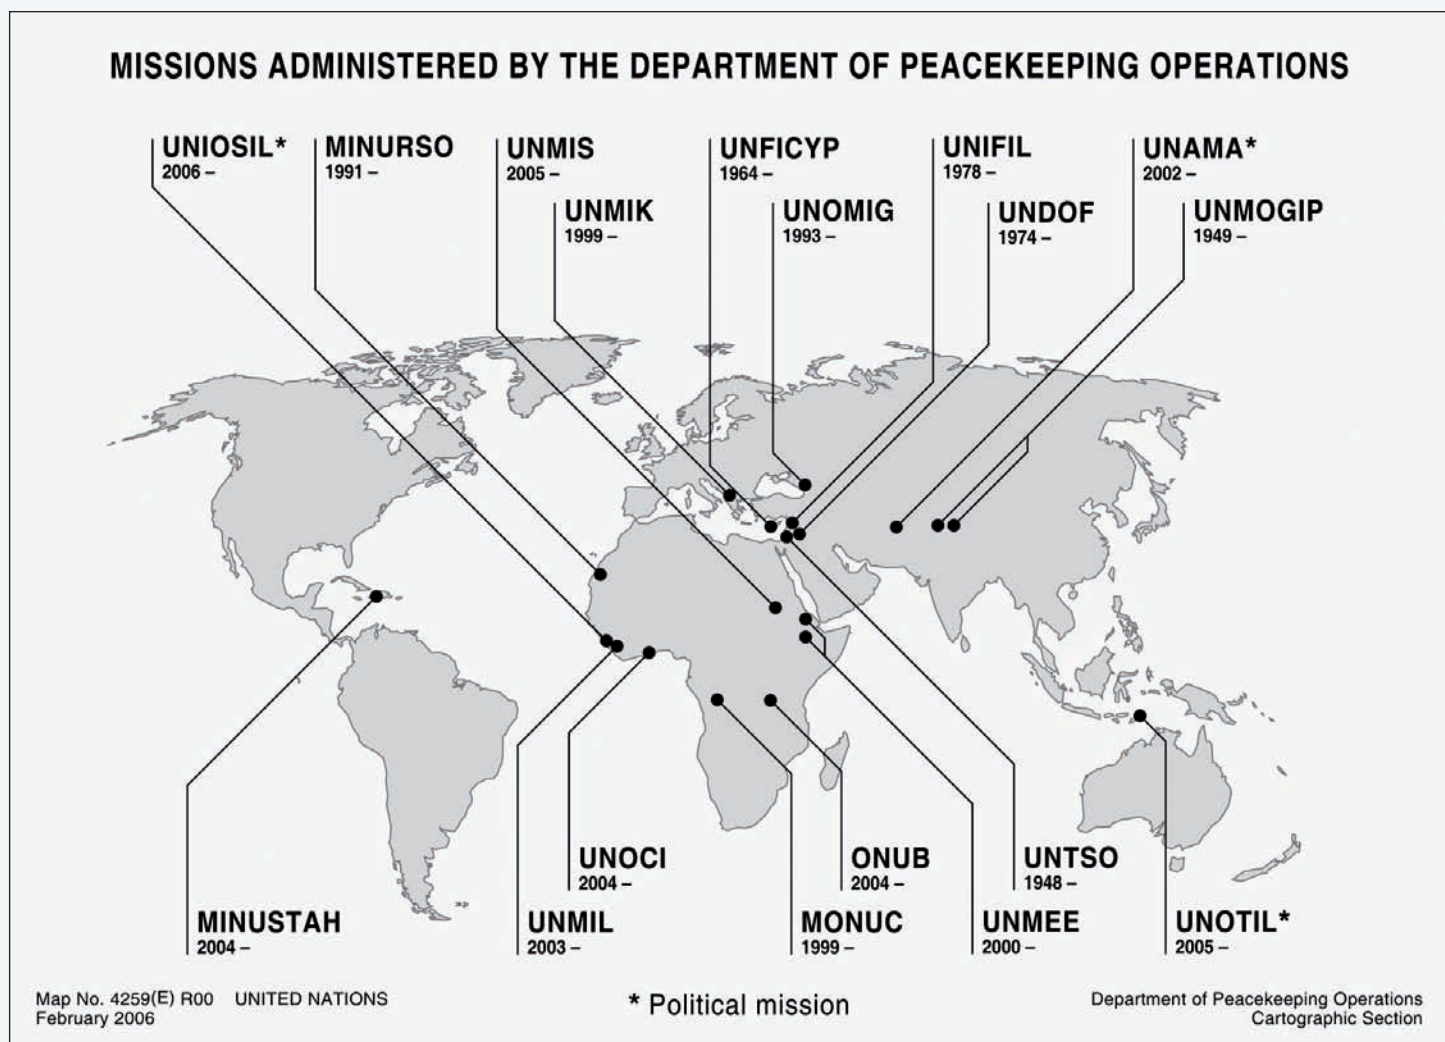 MISSIONS ADMINISTERED BY THE DEPARTMENT OF PEACEKEEPING OPERATIONS
UNIOSIL*
2006 –
MINURSO
1991 –
UNMIS
2005 –
UNFICYP
1964 –
UNIFIL
1978 –
UNAMA*
2002 –
UNMIK
1999 –
UNOMIG
1993 –
UNDOF
1974 –
UNMOGIP
1949 –
UNOCI
2004 –
ONUB
2004 –
UNTSO
1948 –
MINUSTAH
2004 –
UNMIL
2003 –
MONUC
1999 –
UNMEE
2000 –
UNOTIL*
2005 –
Map No. 4259(E) R00 UNITED NATIONS
February 2006
* Political mission
Department of Peacekeeping Operations
Cartographic Section